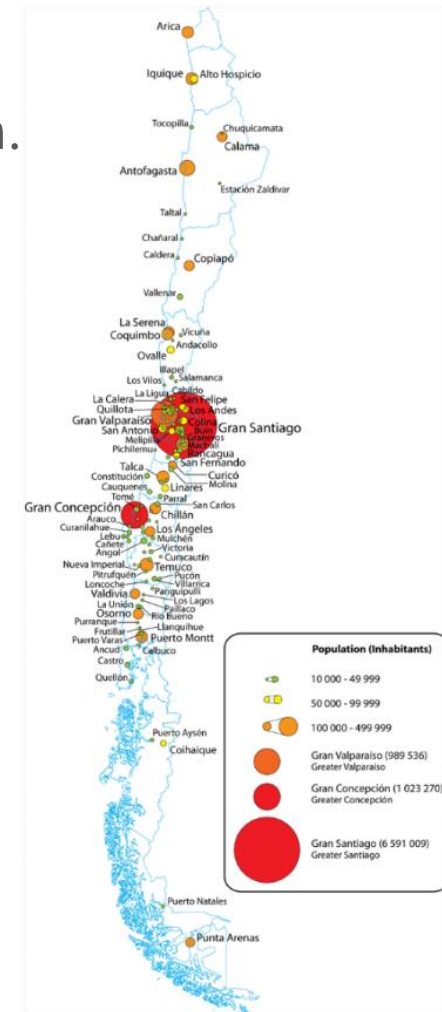 n.
Arica
Iquique
Alto Hospicio
Tocopilla
Chuquicamata
Calama
Antofagasta
Estación Zaldívar
Taltal
Chañaral
Caldera
Copiapó
Vallenar
La Serena
Coquimbo
Vicuña
Andacollo
Ovalle
Illapel
Salamanca
Los Vilos
Cabildo
La Ligua
La Calera
San Felipe
Quillota
Los Andes
Gran Valparaíso
Colina
Gran Santiago
San Antonio
Buin
Melipilla
Graneros
Machalí
Pichilemu
Rancagua
San Fernando
Talca
Curicó
Constitución
Molina
Cauquenes
Linares
Tomé
Parral
San Carlos
Gran Concepción
Chillán
Arauco
Curanilahue
Los Angeles
Lebu
Mulchén
Cañete
Victoria
Angol
Curacautín
Nueva Imperial
Temuco
Pitrufquén
Pucón
Loncoche
Villarrica
Panguipulli
Valdivia
Los Lagos
La Unión
Paillaco
Osorno
Río Bueno
Purranque
Llanquihue
Frutillar
Puerto Varas
Puerto Montt
Ancud
Calbuco
Castro
Quellón
Puerto Aysén
Coihaique
Puerto Natales
Punta Arenas
Population (Inhabitants)
10 000 - 49 999
50 000 - 99 999
100 000 - 499 999
Gran Valparaíso (989 536)
Greater Valparaiso
Gran Concepción (1 023 270)
Greater Concepción
Gran Santiago (6 591 009)
Greater Santiago